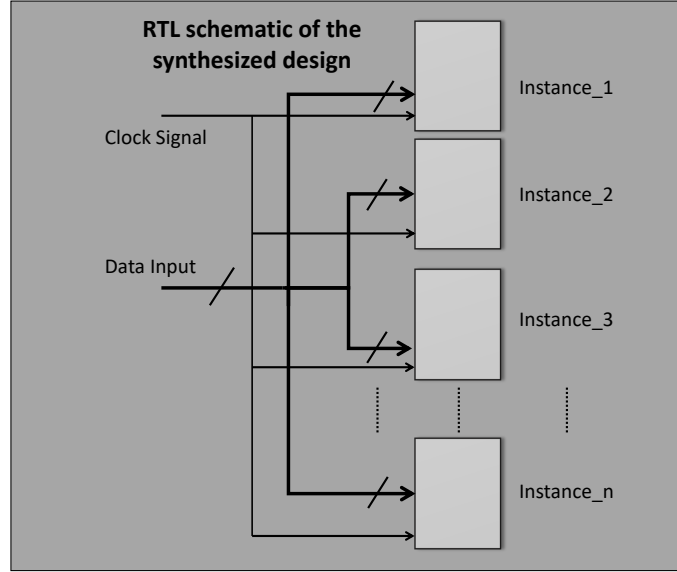 RTL schematic of the
synthesized design
Instance_1
Clock Signal
Instance_2
Data Input
Instance_3
Instance_n